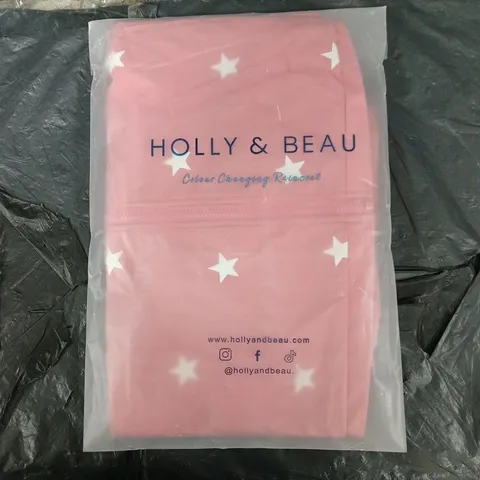 HOLLY & BEAU
Colour Changing Raincoat
www.hollyandbeau.com
@hollyandbeau.